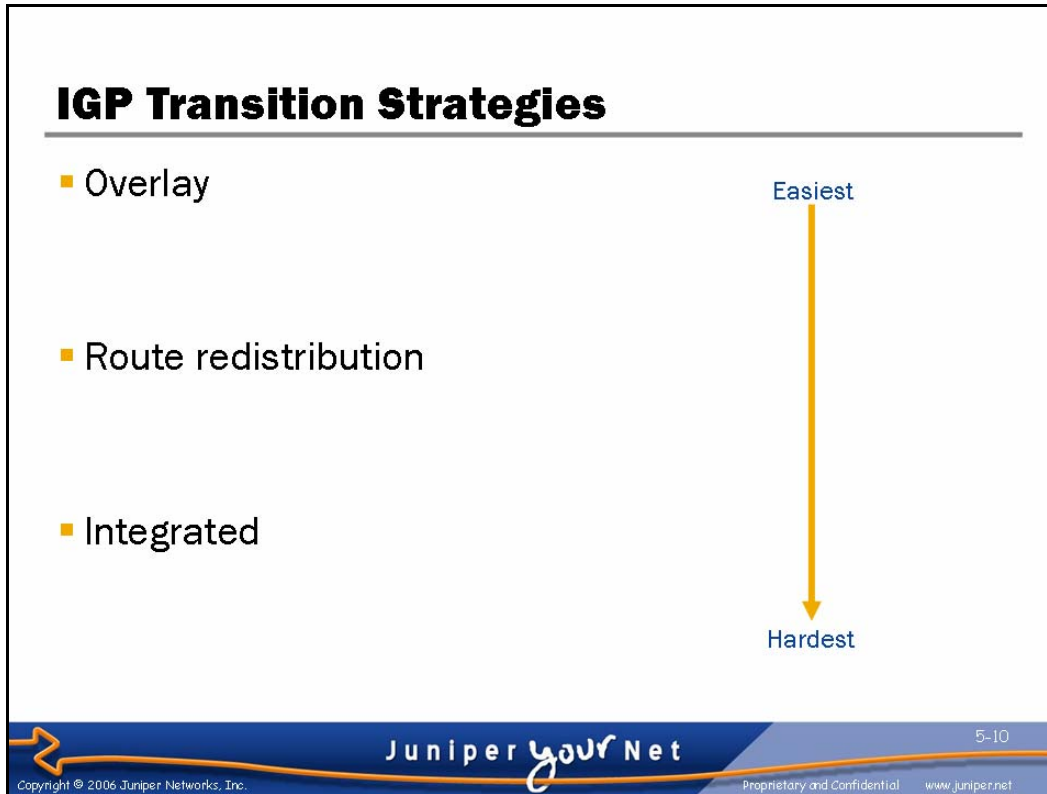 IGP Transition Strategies
Overlay
Easiest
Route redistribution
Integrated
Hardest
Juniper your Net
5-10
Copyright © 2006 Juniper Networks, Inc.
Proprietary and Confidential
www.juniper.net